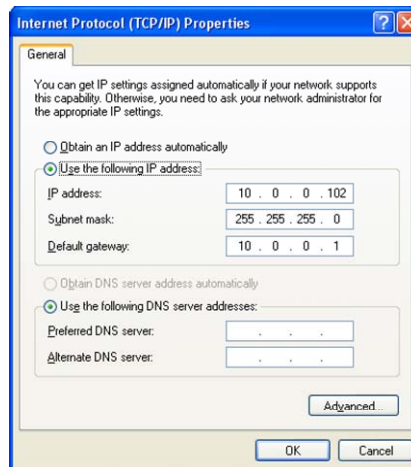 Internet Protocol (TCP/IP) Properties
General
You can get IP settings assigned automatically if your network supports
this capability. Otherwise, you need to ask your network administrator for
the appropriate IP settings.
Obtain an IP address automatically
Use the following IP address:
IP address: 10 . 0 . 0 . 102
Subnet mask: 255 . 255 . 255 . 0
Default gateway: 10 . 0 . 0 . 1
Obtain DNS server address automatically
Use the following DNS server addresses:
Preferred DNS server: . . .
Alternate DNS server: . . .
Advanced...
OK Cancel